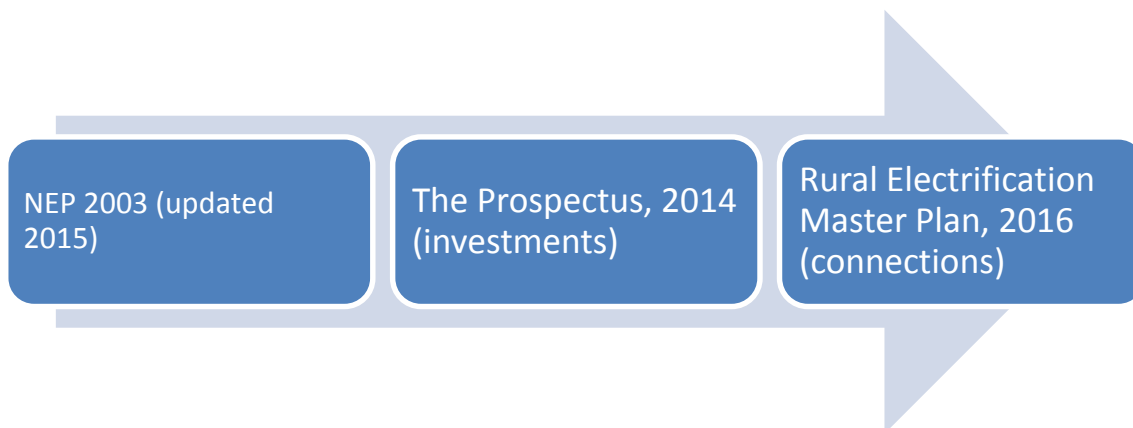 NEP 2003 (updated
2015)
The Prospectus, 2014
(investments)
Rural Electrification
Master Plan, 2016
(connections)